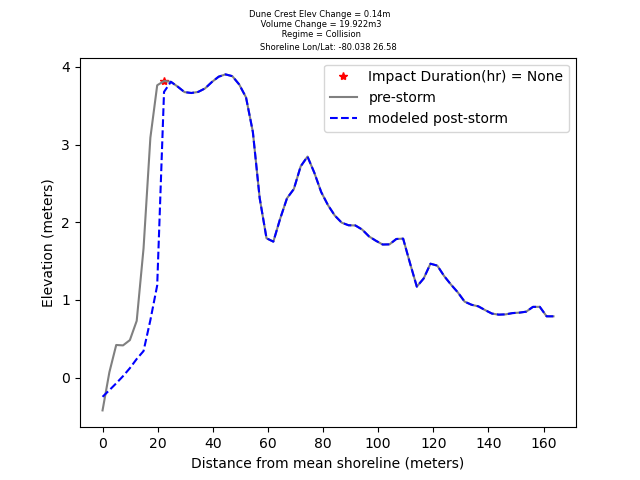 Dune Crest Elev Change = 0.14m
Volume Change = 19.922m3
Regime = Collision
Shoreline Lon/Lat: -80.038 26.58
Impact Duration(hr) = None
pre-storm
modeled post-storm
Elevation (meters)
4
3
2
1
0
0 20 40 60 80 100 120 140 160
Distance from mean shoreline (meters)